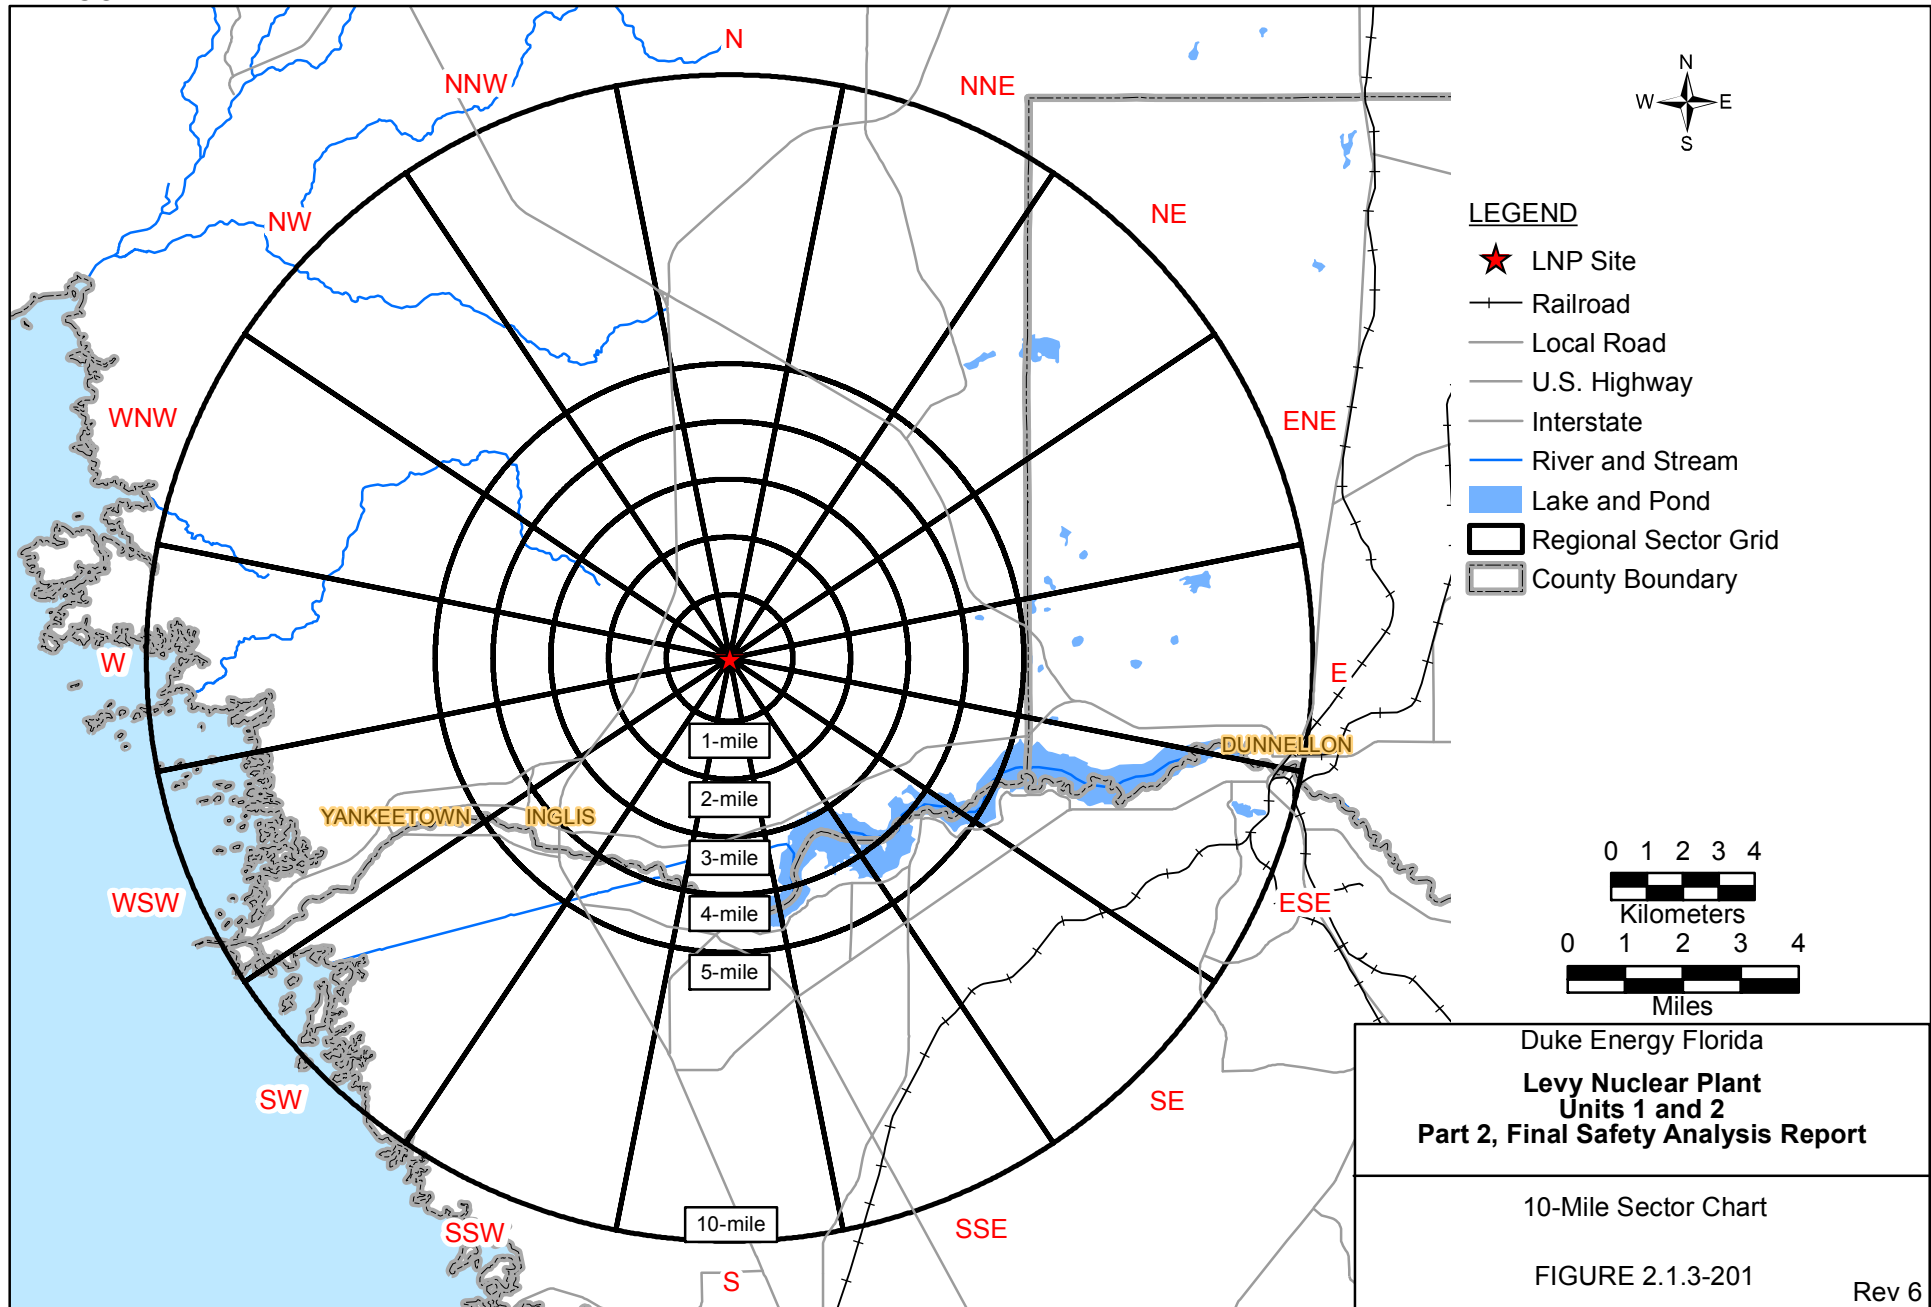 N
NNW
NNE
NW
NE
WNW
ENE
W
E
WSW
ESE
SW
SE
SSW
SSE
S
YANKEETOWN
INGLIS
DUNNELLON
1-mile
2-mile
3-mile
4-mile
5-mile
10-mile
N
W
E
S
LEGEND
LNP Site
Railroad
Local Road
U.S. Highway
Interstate
River and Stream
Lake and Pond
Regional Sector Grid
County Boundary
0 1 2 3 4
Kilometers
0 1 2 3 4
Miles
Duke Energy Florida
Levy Nuclear Plant
Units 1 and 2
Part 2, Final Safety Analysis Report
10-Mile Sector Chart
FIGURE 2.1.3-201
Rev 6